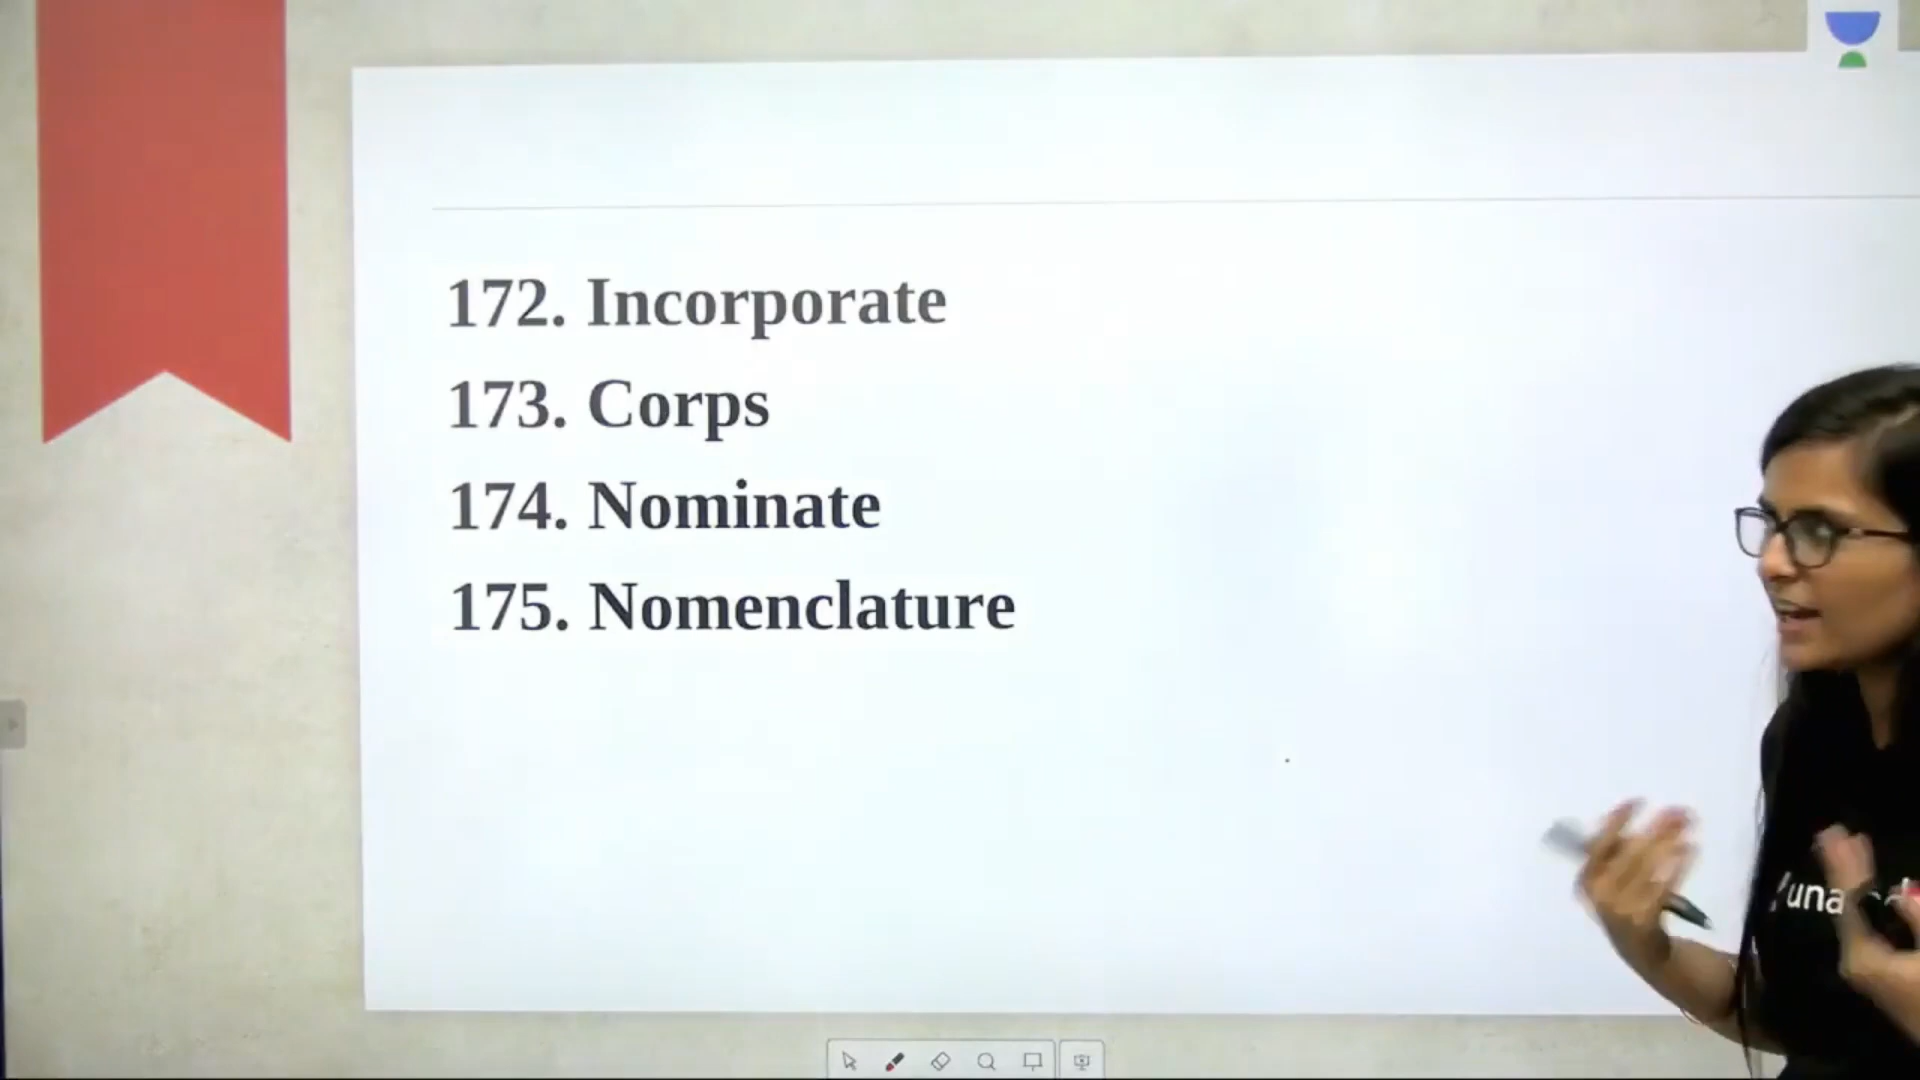 172. Incorporate
173. Corps
174. Nominate
175. Nomenclature